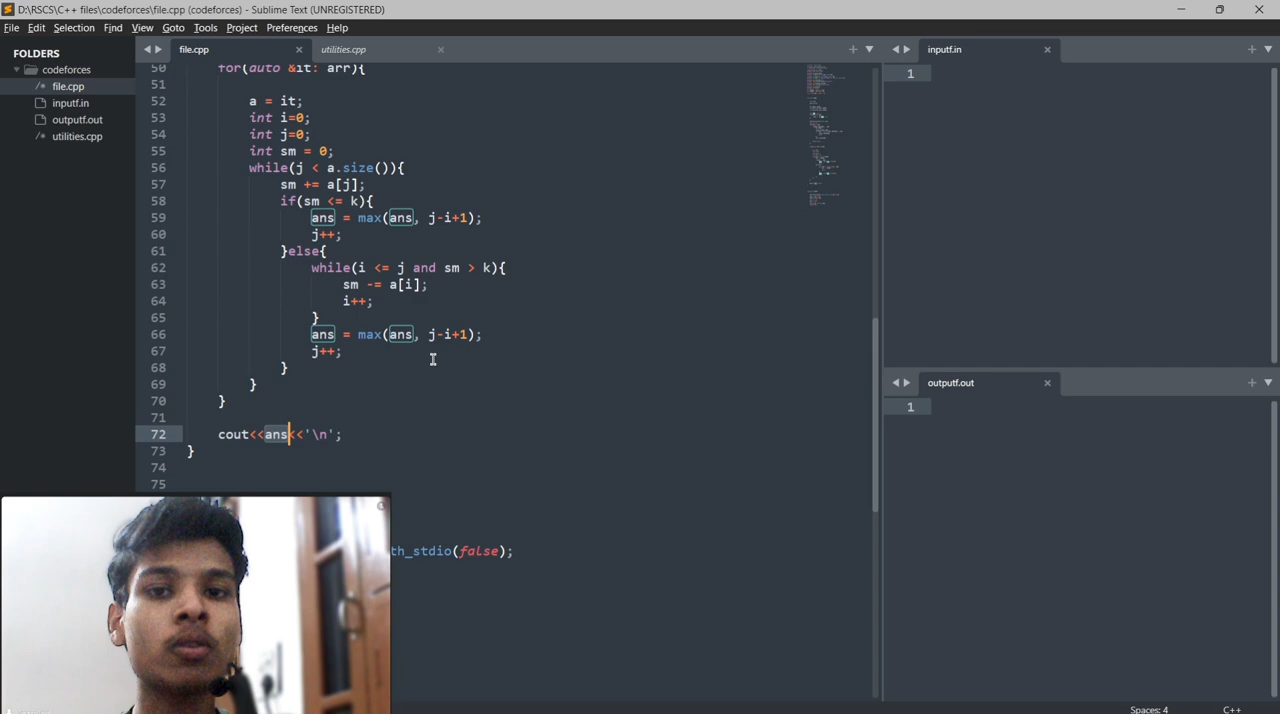 D:\RSCS\C++ files\codeforces\file.cpp (codeforces) - Sublime Text (UNREGISTERED)
File Edit Selection Find View Goto Tools Project Preferences Help
FOLDERS
codeforces
/* file.cpp
inputf.in
outputf.out
/* utilities.cpp
file.cpp utilities.cpp
50 for(auto &it: arr){
51
52 a = it;
53 int i=0;
54 int j=0;
55 int sm = 0;
56 while(j < a.size()){
57 sm += a[j];
58 if(sm <= k){
59 ans = max(ans, j-i+1);
60 j++;
61 }else{
62 while(i <= j and sm > k){
63 sm -= a[i];
64 i++;
65 }
66 ans = max(ans, j-i+1);
67 j++;
68 }
69 }
70 }
71
72 cout<<ans<<'\n';
73 }
74
75
th_stdio(false);
inputf.in
1
outputf.out
1
Spaces: 4 C++